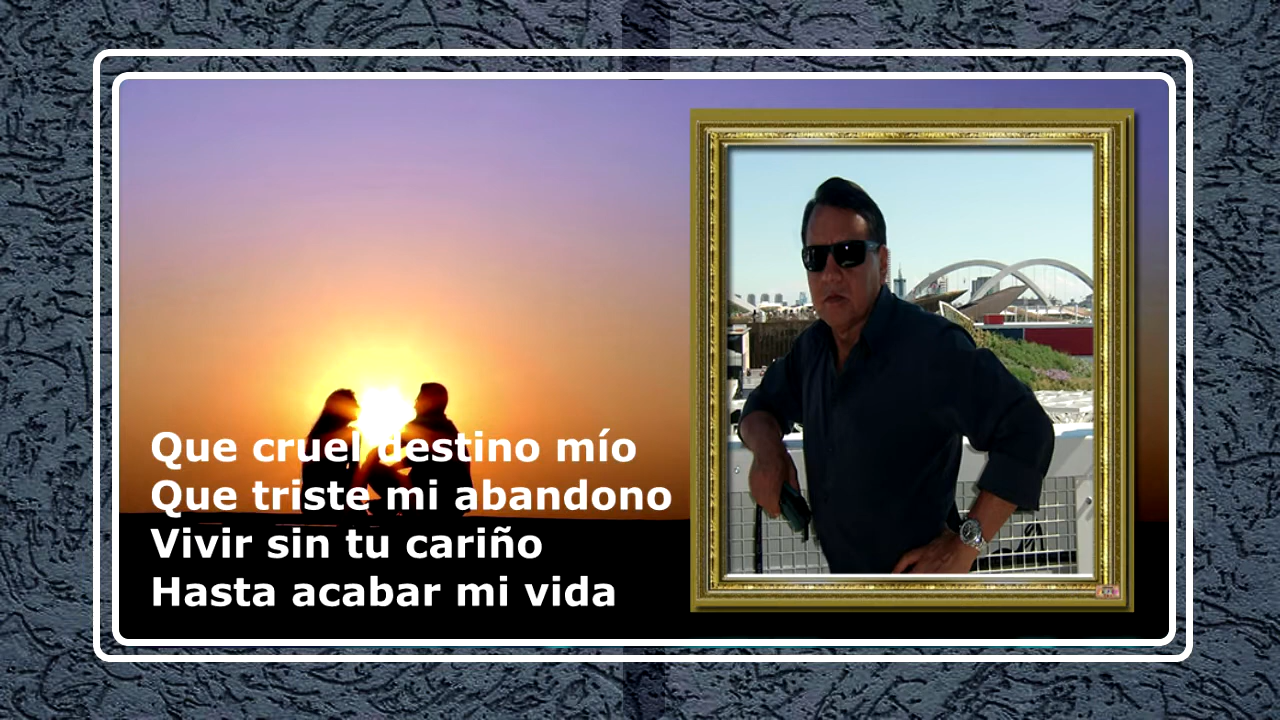 Que cruel destino mío
Que triste mi abandono
Vivir sin tu cariño
Hasta acabar mi vida